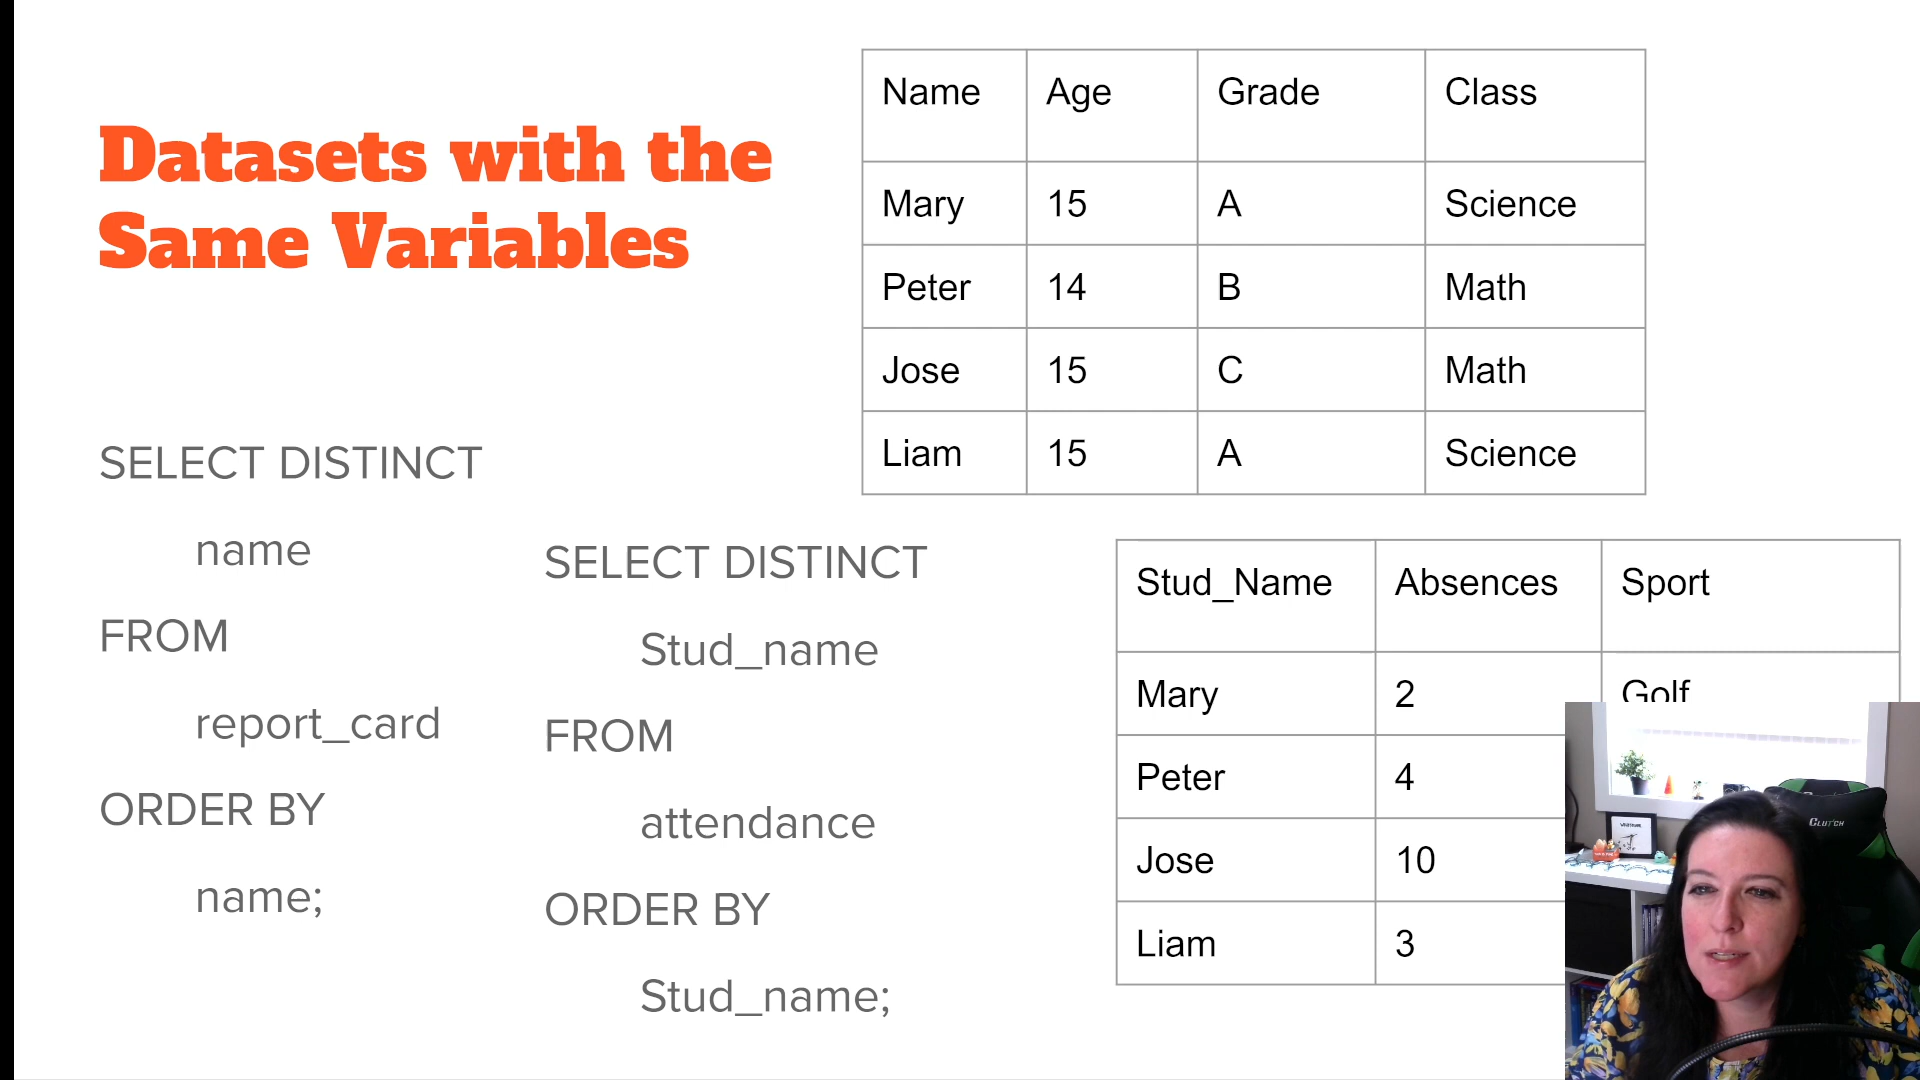 Datasets with the
Same Variables
SELECT DISTINCT
name
FROM
report_card
ORDER BY
name;
SELECT DISTINCT
Stud_name
FROM
attendance
ORDER BY
Stud_name;
Name Age Grade Class
Mary 15 A Science
Peter 14 B Math
Jose 15 C Math
Liam 15 A Science
Stud_Name Absences Sport
Mary 2 Golf
Peter 4
Jose 10
Liam 3
CLUTCH